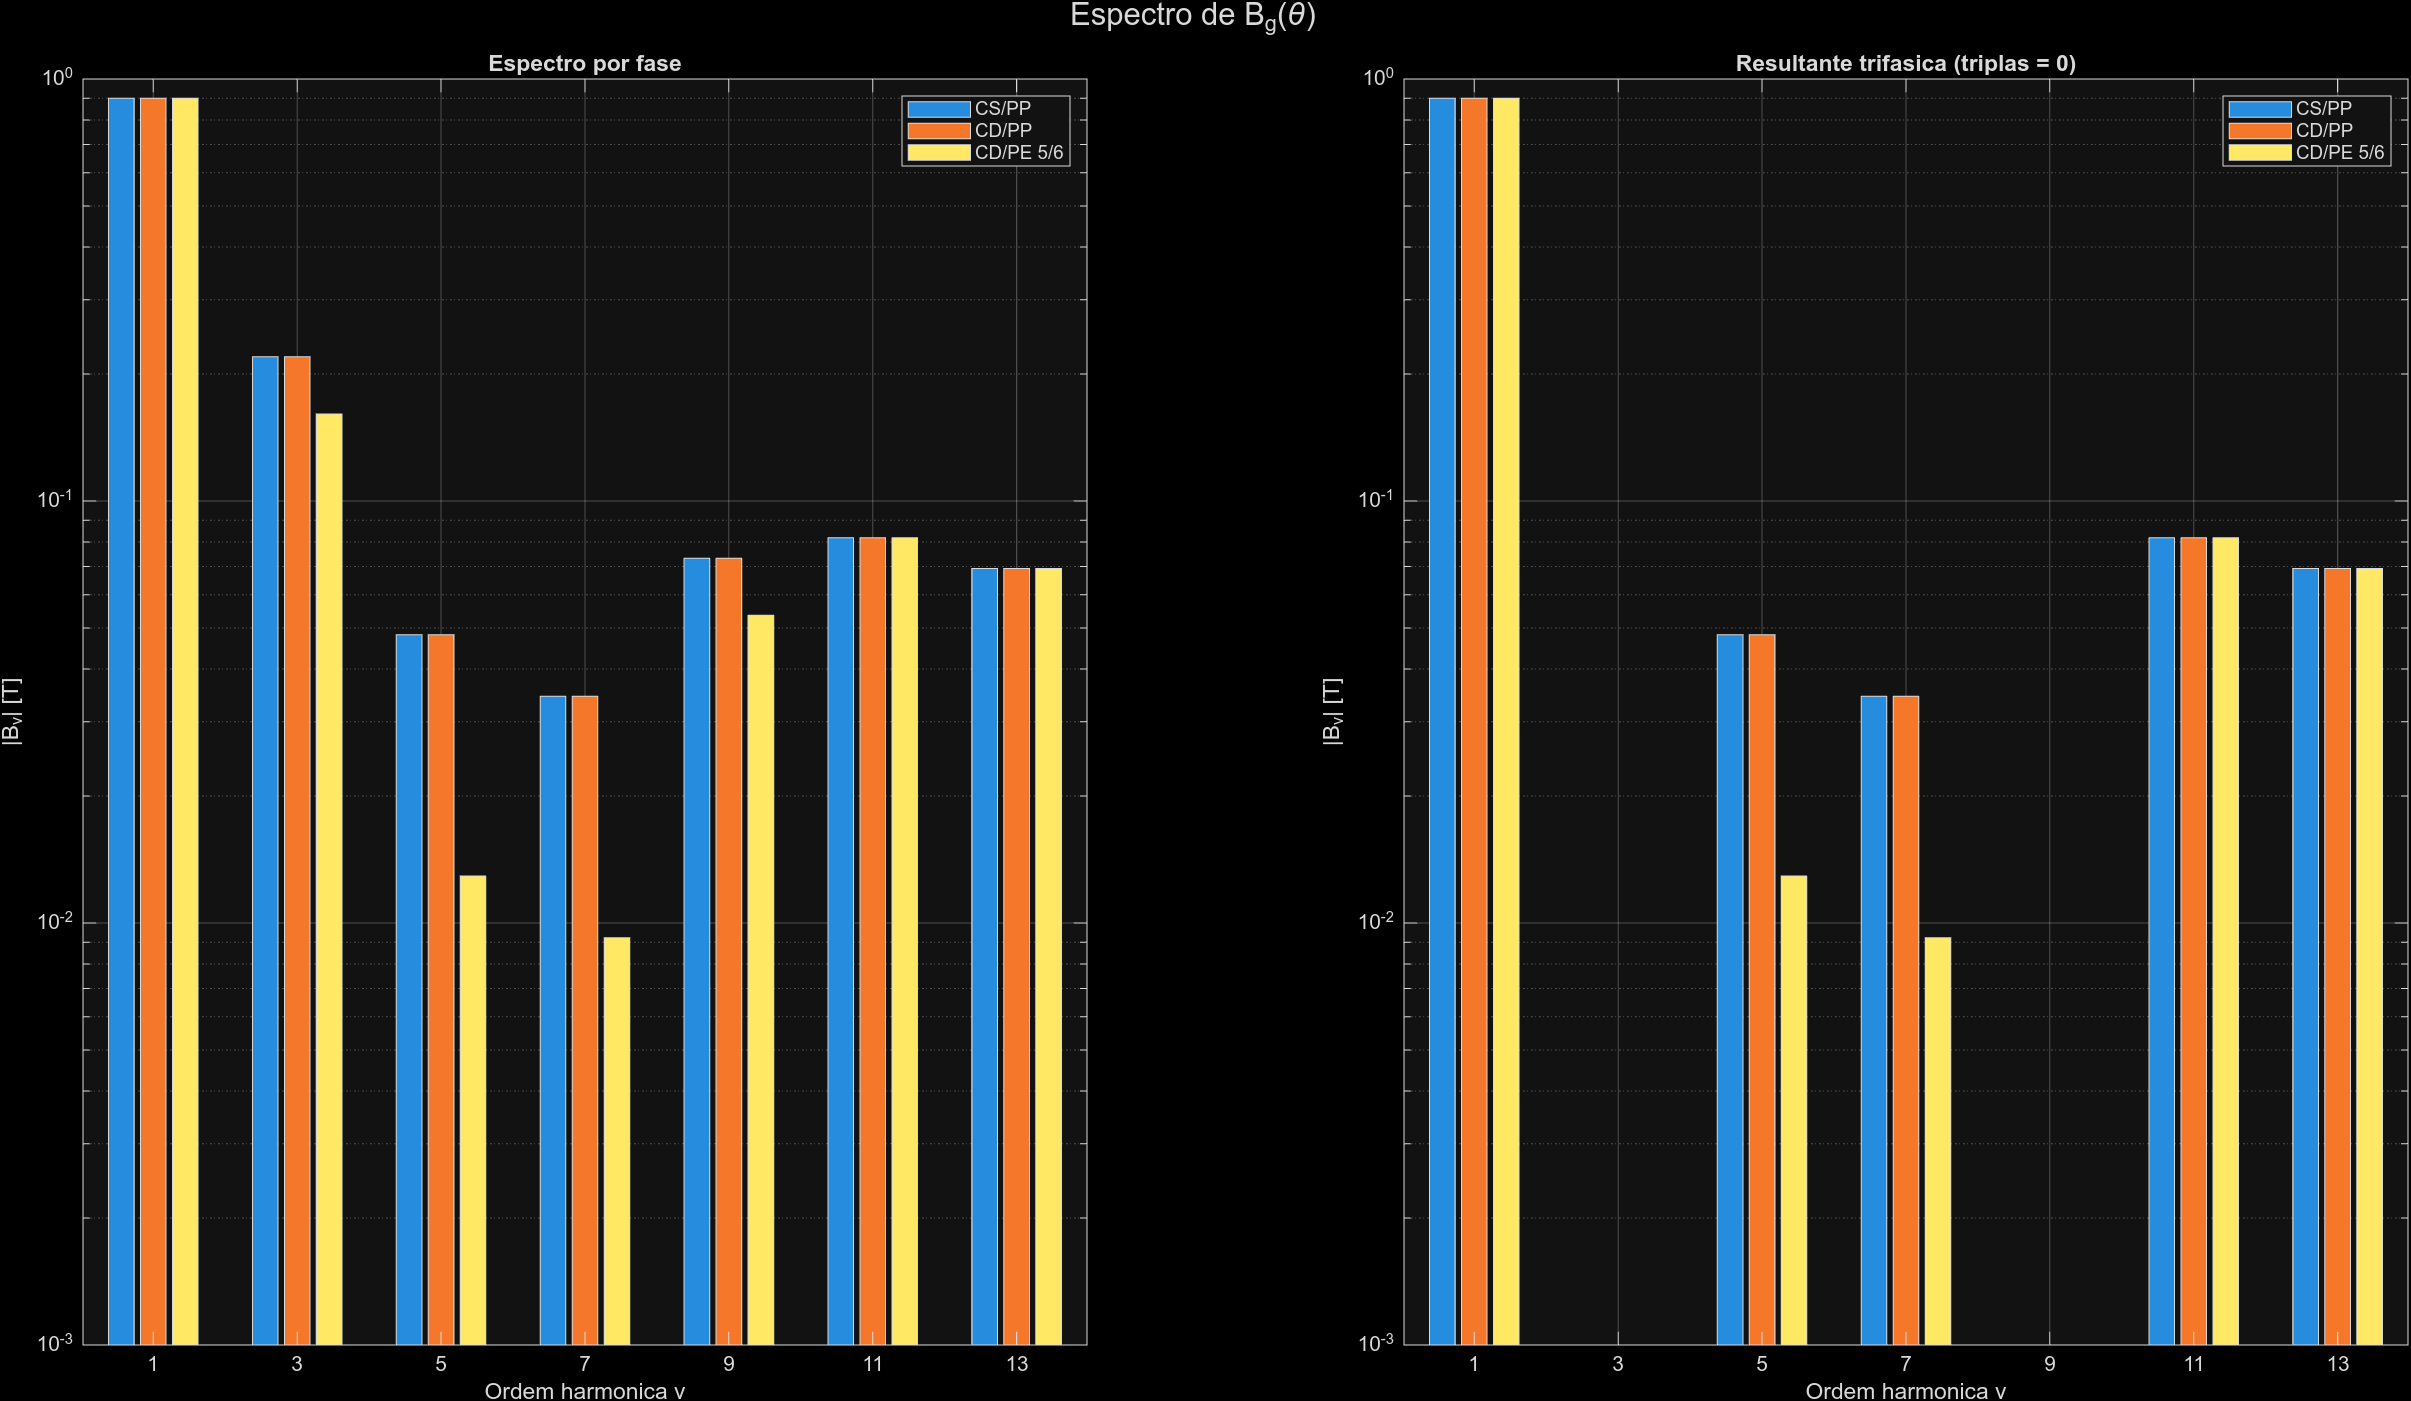 Espectro de B_g(θ)
Espectro por fase
10^0
10^-1
10^-2
10^-3
|B_v| [T]
CS/PP
CD/PP
CD/PE 5/6
1 3 5 7 9 11 13
Ordem harmonica v
Resultante trifasica (triplas = 0)
10^0
10^-1
10^-2
10^-3
|B_v| [T]
CS/PP
CD/PP
CD/PE 5/6
1 3 5 7 9 11 13
Ordem harmonica v